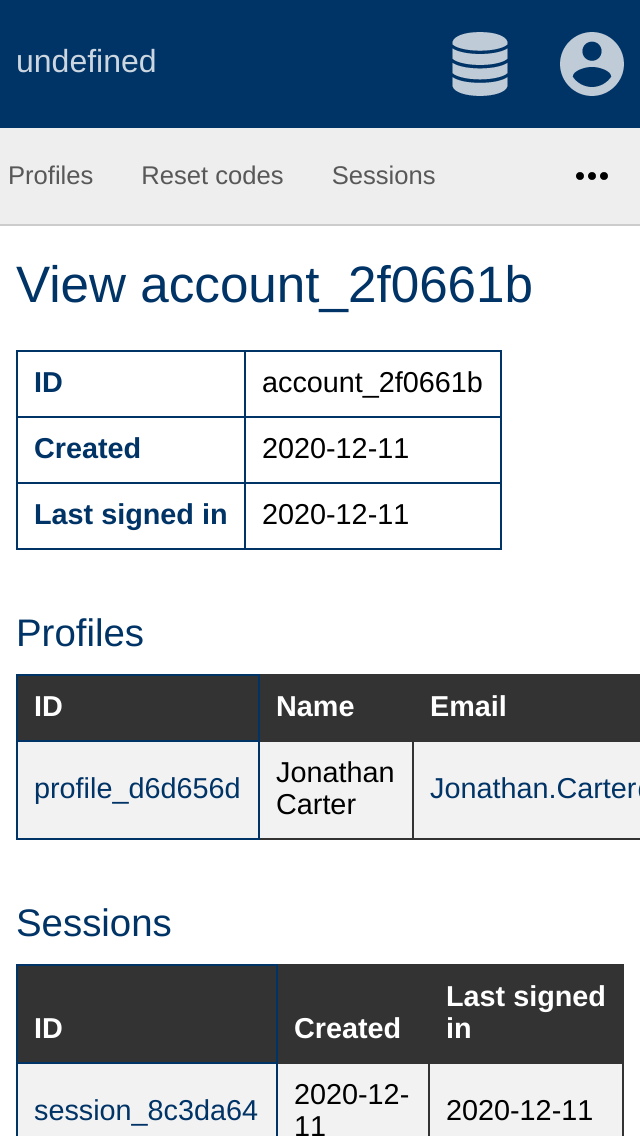 undefined
Profiles Reset codes Sessions •••
View account_2f0661b
ID account_2f0661b
Created 2020-12-11
Last signed in 2020-12-11
Profiles
ID Name Email
profile_d6d656d Jonathan Carter Jonathan.Carter
Sessions
ID Created Last signed in
session_8c3da64 2020-12-11 2020-12-11